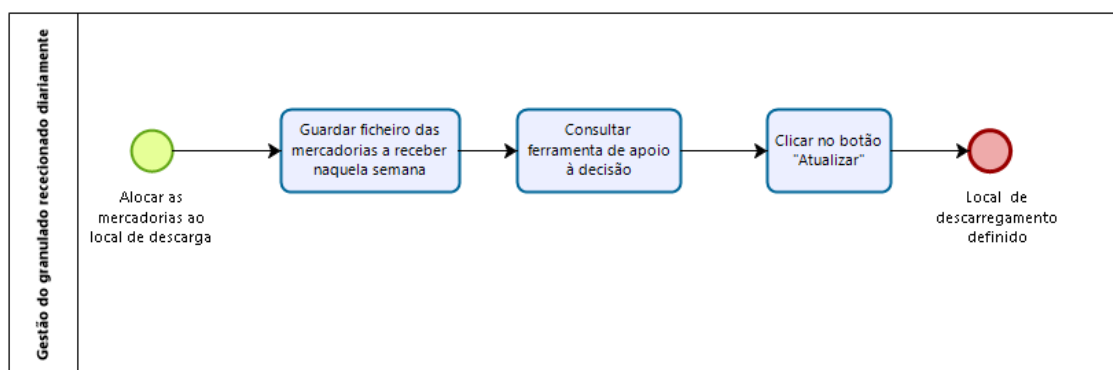 Gestão do granulado rececionado diariamente
Alocar as
mercadorias ao
local de descarga
Guardar ficheiro das
mercadorias a receber
naquela semana
Consultar
ferramenta de apoio
à decisão
Clicar no botão
"Atualizar"
Local de
descarregamento
definido